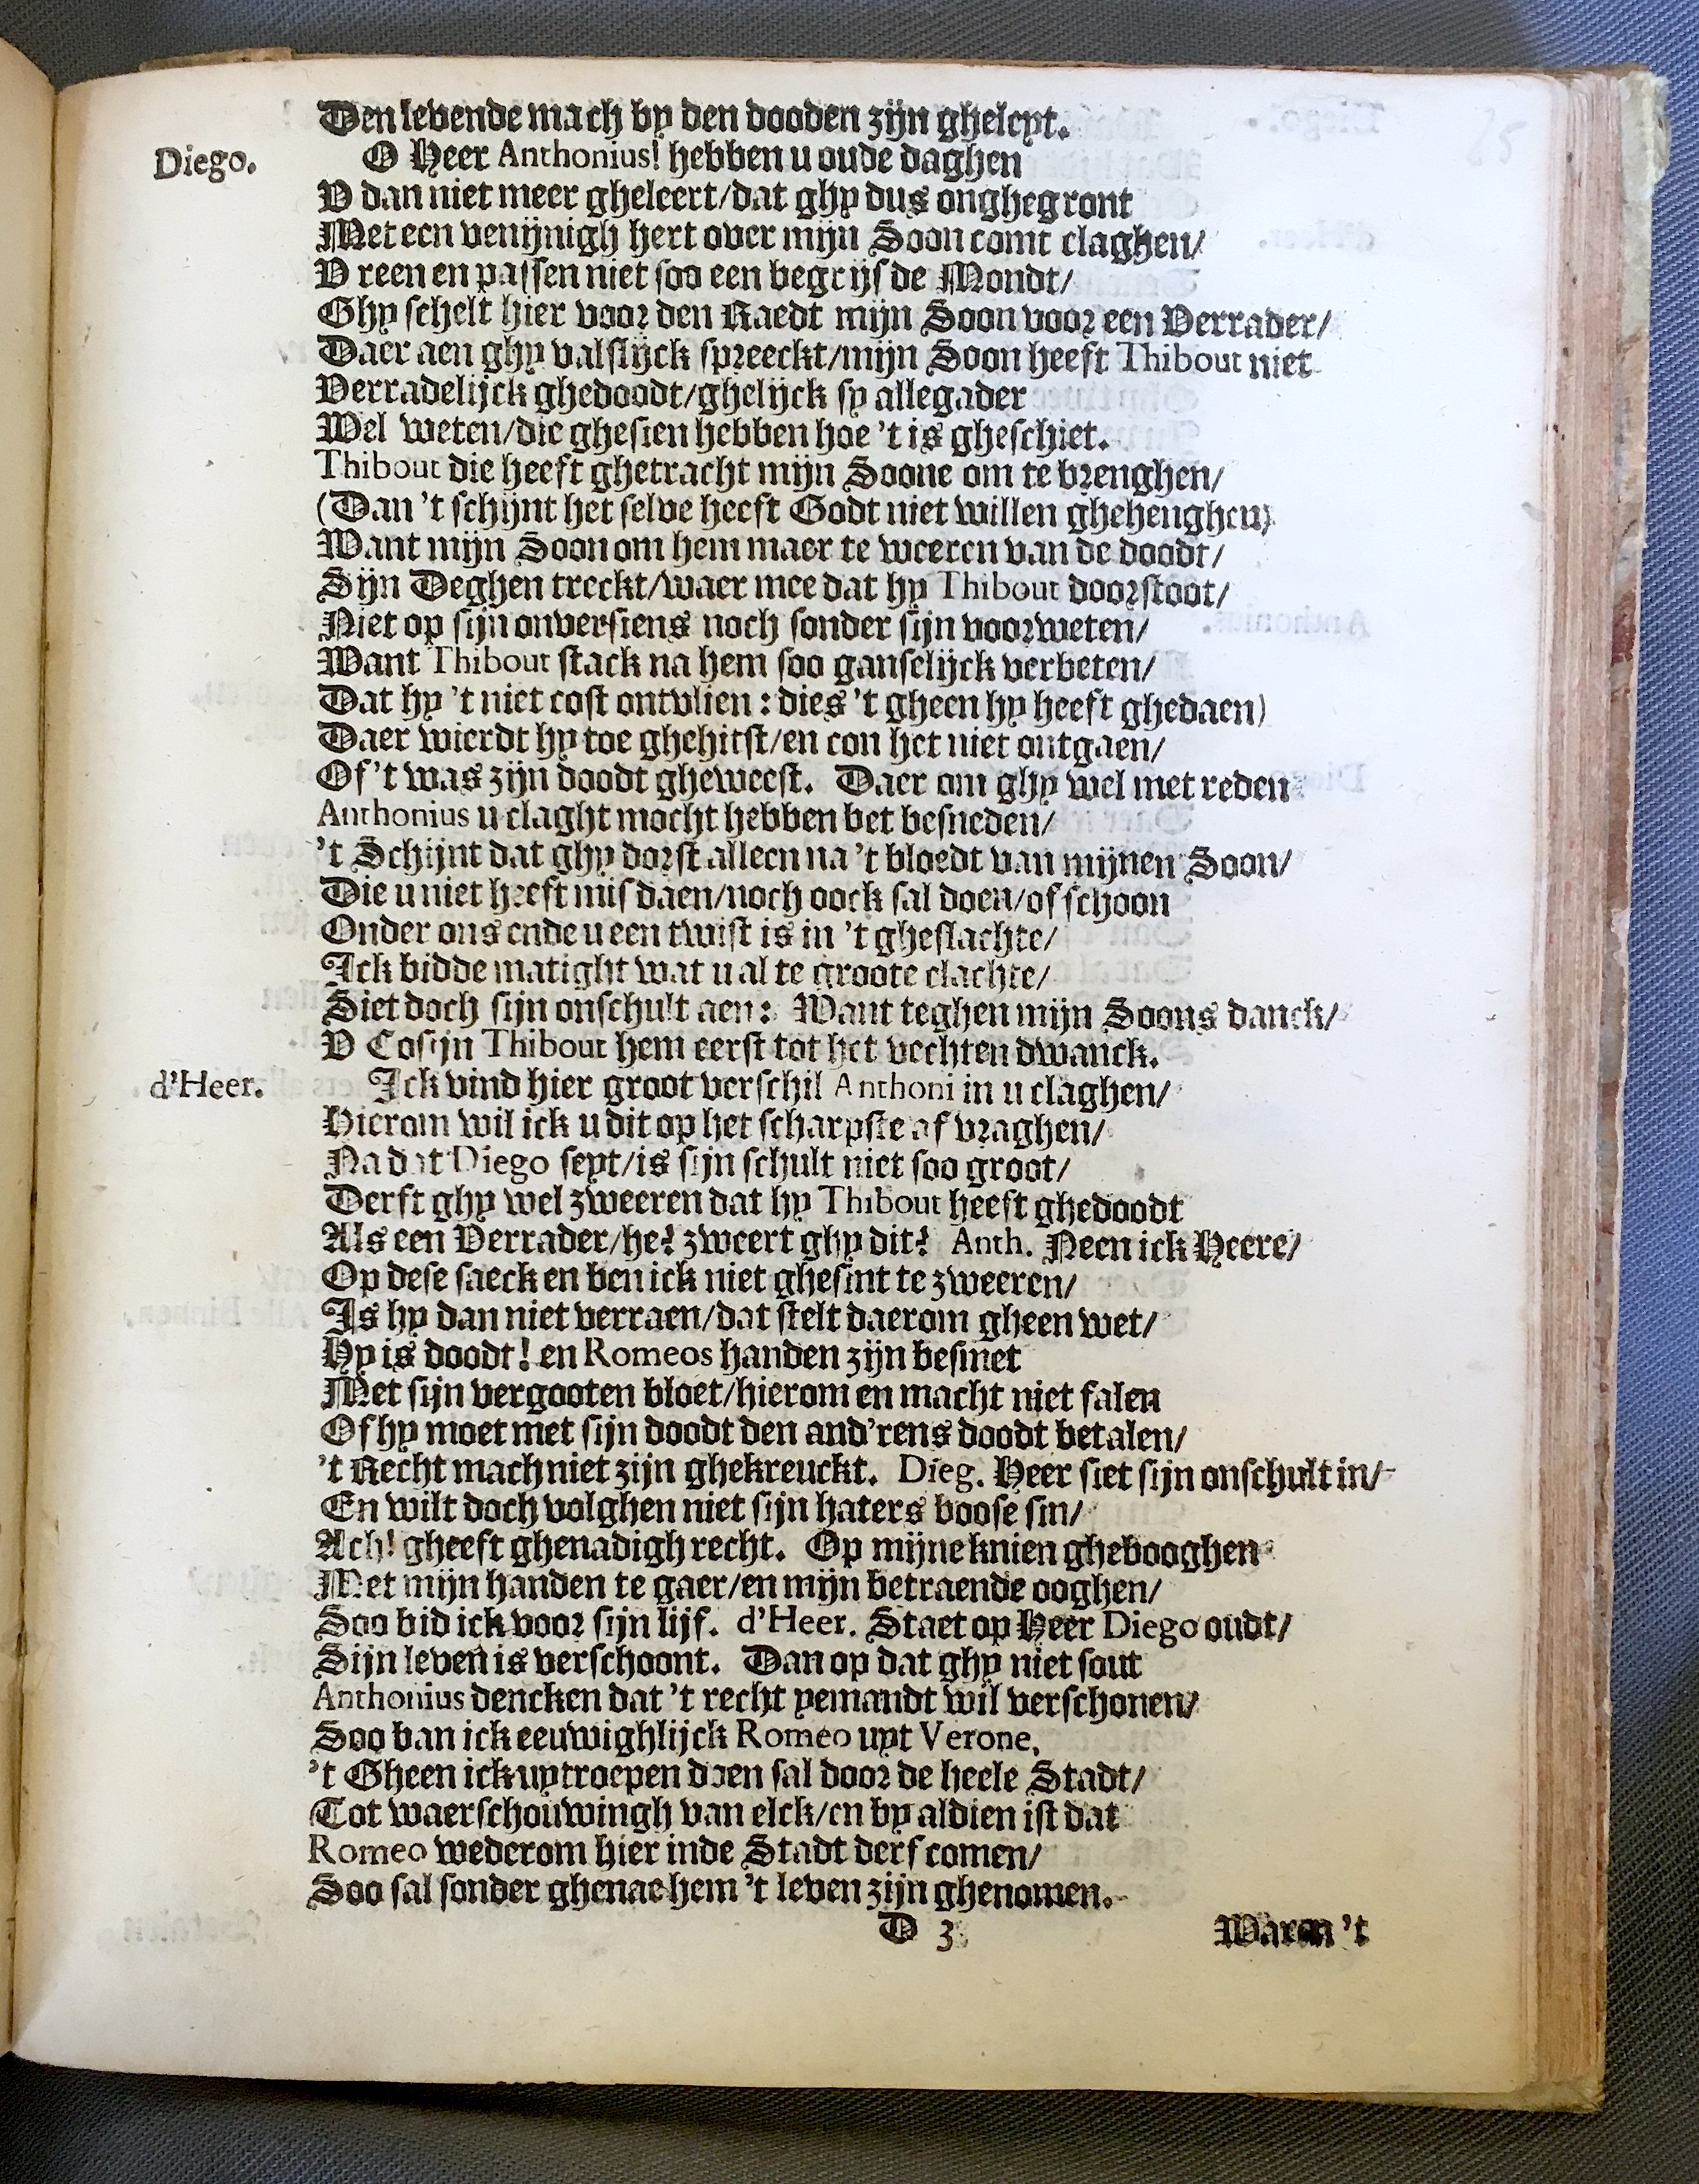 Den levende mach by den dooden zijn gheleyt.
Diego. O Heer Anthonius! hebben u oude daghen
V dan niet meer gheleert/dat ghy dus onghegront
Met een venijnigh hert over mijn Soon comt claghen/
V reen en passen niet soo een begrijsde Mondt/
Ghy schelt hier voor den Raedt mijn Soon voor een Verrader/
Daer aen ghy valslijck spreeckt/mijn Soon heeft Thibout niet
Verradelijck ghedoodt/ghelijck sy allegader
Wel weten/die ghesien hebben hoe 't is gheschiet.
Thibout die heeft ghetracht mijn Soone om te brenghen/
(Dan 't schijnt het selve heeft Godt niet willen ghehenghen)
Want mijn Soon om hem maer te weeren van de doodt/
Sijn Deghen treckt/waer mee dat hy Thibout doorstoot/
Niet op sijn onversiens noch sonder sijn voorweten/
Want Thibout stack na hem soo ganselijck verbeten/
Dat hy 't niet cost ontvlien : dies 't gheen hy heeft ghedaen)
Daer wierdt hy toe ghehitst/en con het niet ontgaen/
Of 't was zijn doodt gheweest. Daer om ghy wel met reden
Anthonius u claght mocht hebben bet besneden/
't Schijnt dat ghy dorst alleen na 't bloedt van mijnen Soon/
Die u niet heeft misdaen/noch oock sal doen/of schoon
Onder ons ende u een twist is in 't gheslachte/
Ick bidde matight wat u al te groote clachte/
Siet doch sijn onschult aen: Want teghen mijn Soons danck/
V Cosijn Thibout hem eerst tot het vechten dwanck.
d'Heer. Ick vind hier groot verschil Anthoni in u claghen/
Hierom wil ick u dit op het scharpste af vraghen/
Na dat Diego seyt/is sijn schult niet soo groot/
Derft ghy wel zweeren dat hy Thibout heeft ghedoodt
Als een Verrader/he? zweert ghy dit? Anth. Neen ick Heere/
Op dese saeck en ben ick niet ghesint te zweeren/
Is hy dan niet verraen/dat stelt daerom gheen wet/
Hy is doodt! en Romeos handen zijn besmet
Met sijn vergooten bloet/hierom en macht niet falen
Of hy moet met sijn doodt den and'rens doodt betalen/
't Recht mach niet zijn ghekreuckt. Dieg. Heer siet sijn onschult in/
En wilt doch volghen niet sijn haters boose sin/
Ach! gheeft ghenadigh recht. Op mijne knien ghebooghen
Met mijn handen te gaer/en mijn betraende ooghen/
Soo bid ick voor sijn lijf. d'Heer. Staet op Heer Diego oudt/
Sijn leven is verschoont. Dan op dat ghy niet sout
Anthonius dencken dat 't recht yemandt wil verschonen/
Soo ban ick eeuwighlijck Romeo uyt Verone,
't Gheen ick uytroepen doen sal door de heele Stadt/
Tot waerschouwingh van elck/en by aldien ist dat
Romeo wederom hier inde Stadt derf comen/
Soo sal sonder ghenae hem 't leven zijn ghenomen.
D 3 Waren 't